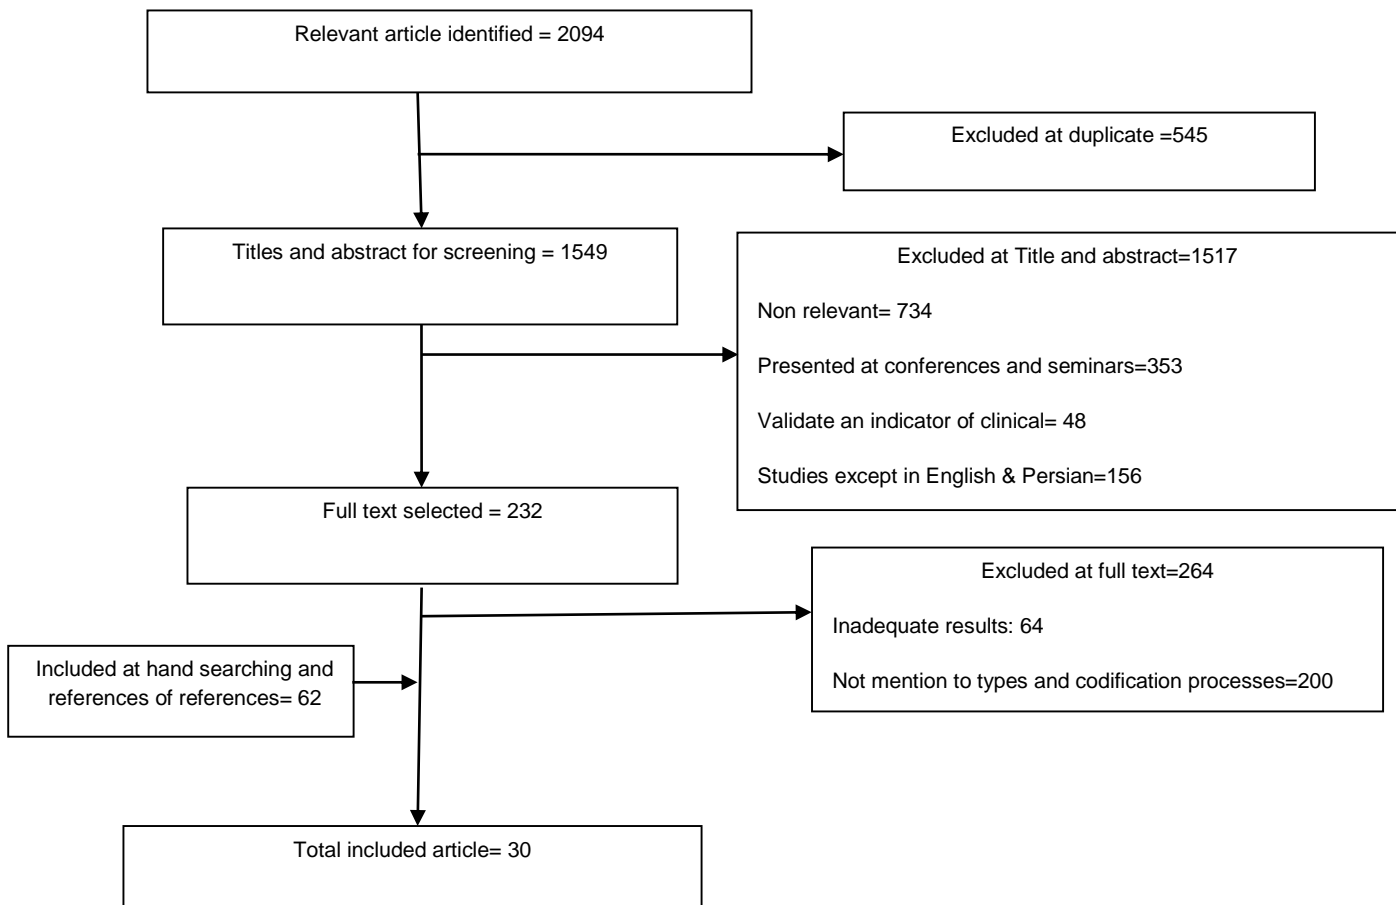 Relevant article identified = 2094
Excluded at duplicate =545
Titles and abstract for screening = 1549
Excluded at Title and abstract=1517
Non relevant= 734
Presented at conferences and seminars=353
Validate an indicator of clinical= 48
Studies except in English & Persian=156
Full text selected = 232
Excluded at full text=264
Inadequate results: 64
Not mention to types and codification processes=200
Included at hand searching and
references of references= 62
Total included article= 30